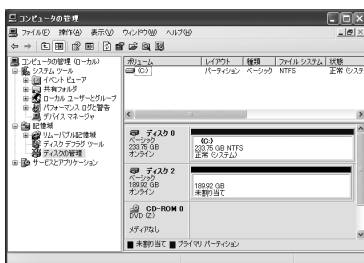 コンピュータの管理
ファイル(F) 操作(A) 表示(V) ウィンドウ(W) ヘルプ(H)
コンピュータの管理 (ローカル)
システム ツール
イベント ビューア
共有フォルダ
ローカル ユーザーとグループ
パフォーマンス ログと警告
デバイス マネージャ
記憶域
リムーバブル記憶域
ディスク デフラグ ツール
ディスクの管理
サービスとアプリケーション
ボリューム レイアウト 種類 ファイル システム 状態
(C:) パーティション ベーシック NTFS 正常 (システ
ディスク 0
ベーシック
233.75 GB
オンライン
(C:)
233.75 GB NTFS
正常 (システム)
ディスク 2
ベーシック
189.92 GB
オンライン
189.92 GB
未割り当て
CD-ROM 0
DVD (Z:)
メディアなし
未割り当て プライマリ パーティション